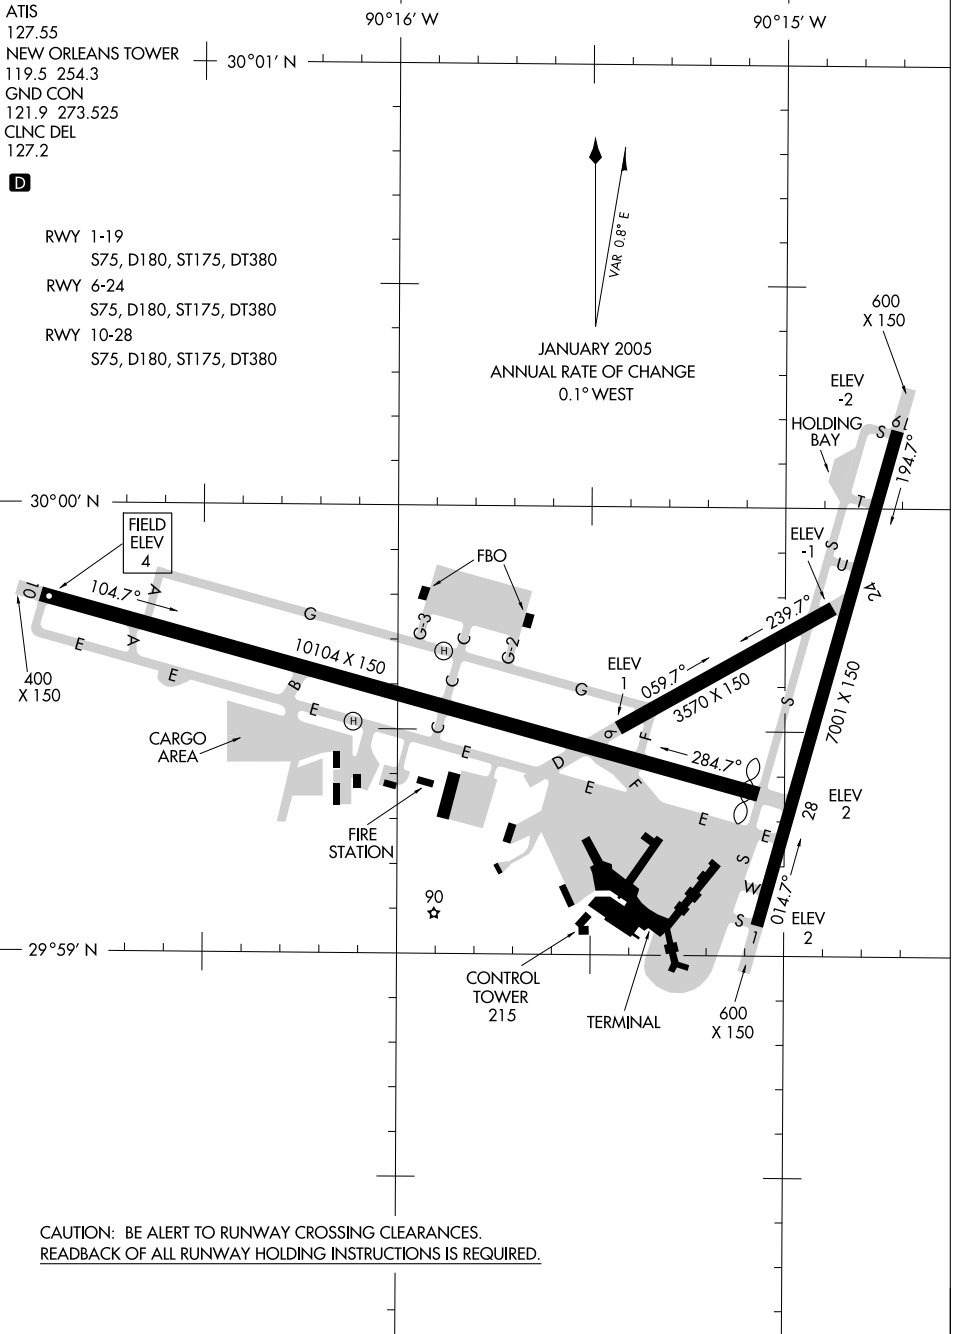 ATIS
127.55
NEW ORLEANS TOWER
119.5 254.3
GND CON
121.9 273.525
CLNC DEL
127.2
D
90°16' W
90°15' W
30°01' N
RWY 1-19
S75, D180, ST175, DT380
RWY 6-24
S75, D180, ST175, DT380
RWY 10-28
S75, D180, ST175, DT380
VAR 0.8° E
JANUARY 2005
ANNUAL RATE OF CHANGE
0.1° WEST
600
X 150
ELEV
-2
HOLDING
BAY
S
19
194.7°
T
30°00' N
FIELD
ELEV
4
FBO
ELEV
-1
S
U
24
10
104.7°
A
G
G-3
C
G-2
239.7°
A
E
E
400
X 150
10104 X 150
H
B
E
C
G
ELEV
1
059.7°
3570 X 150
S
7001 X 150
H
C
E
6
F
284.7°
CARGO
AREA
D
E
F
E
28
ELEV
2
FIRE
STATION
E
S
W
014.7°
90
S
1
ELEV
2
29°59' N
CONTROL
TOWER
215
TERMINAL
600
X 150
CAUTION: BE ALERT TO RUNWAY CROSSING CLEARANCES.
READBACK OF ALL RUNWAY HOLDING INSTRUCTIONS IS REQUIRED.